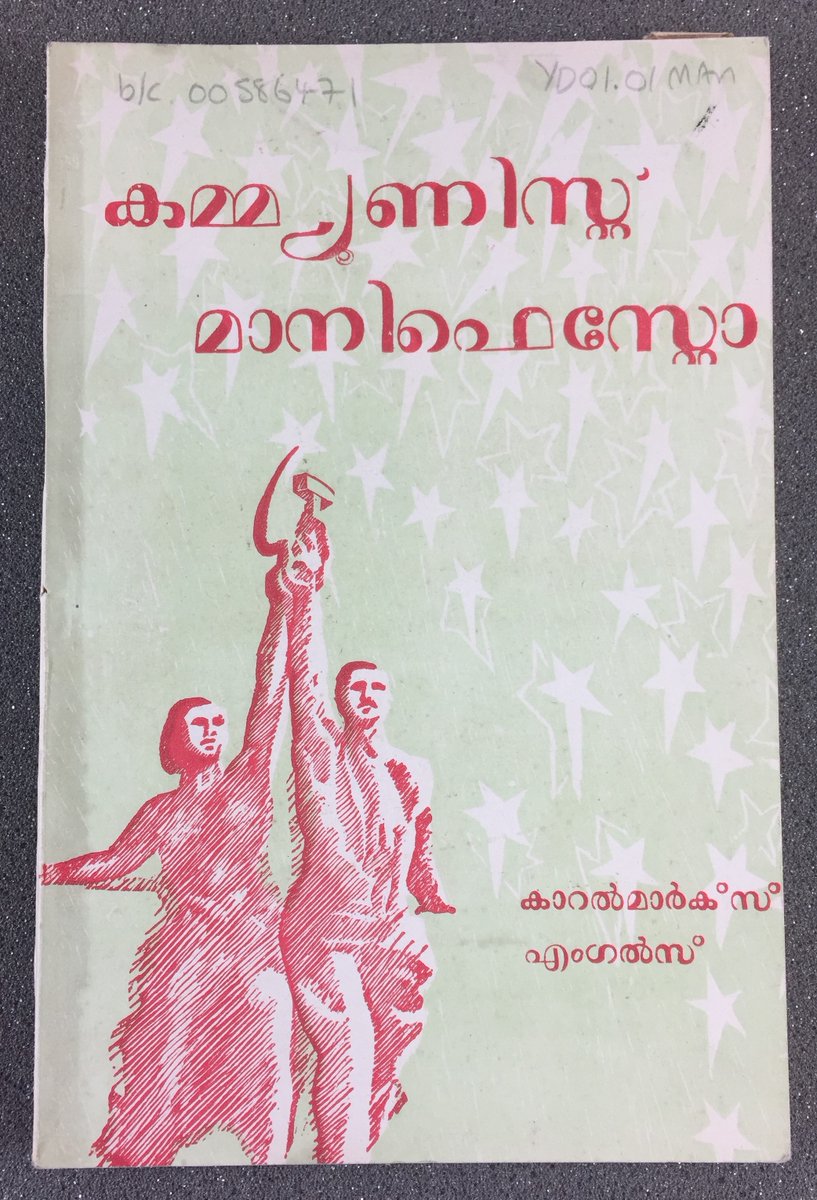 b/c. 00586471
YD01.01 MAN
കമ്മ്യൂണിസ്റ്റ്
മാനിഫെസ്റ്റോ
കാറൽമാർക്സ്
എംഗൽസ്